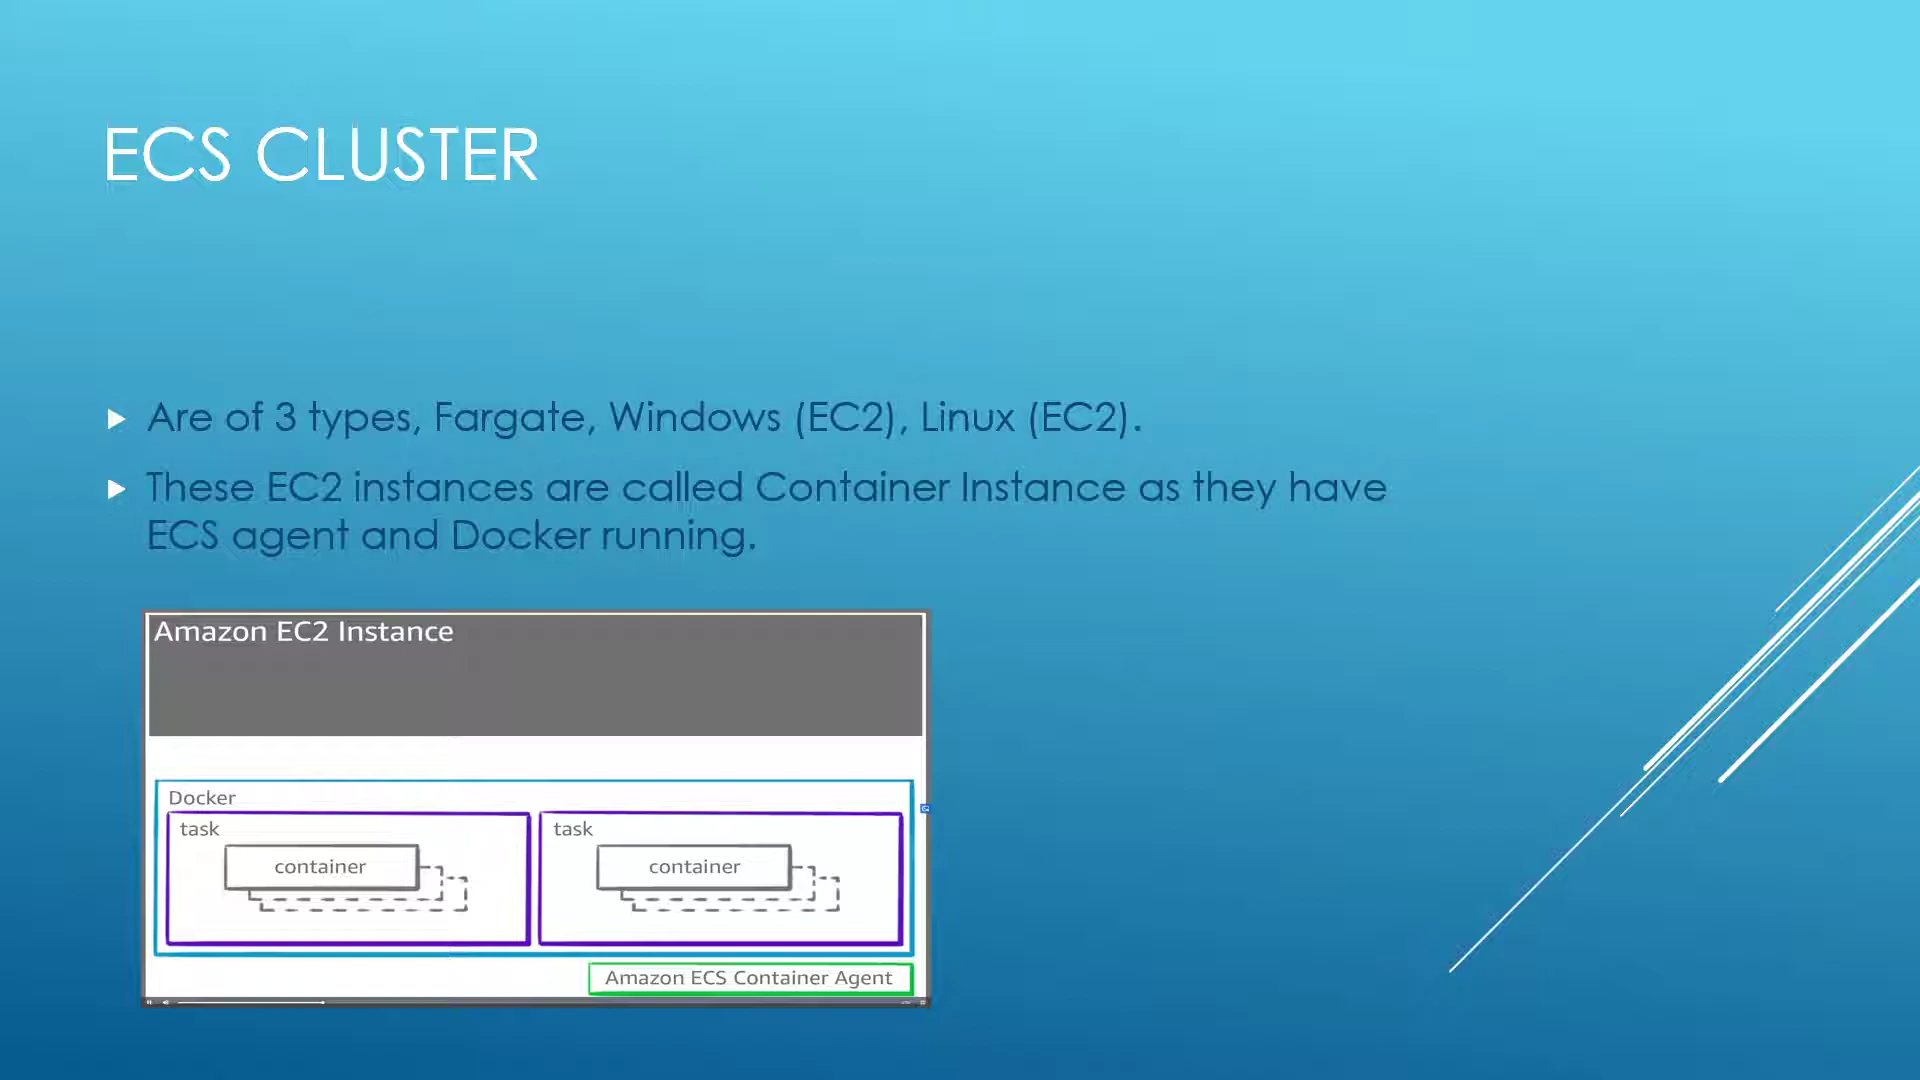 ECS CLUSTER
Are of 3 types, Fargate, Windows (EC2), Linux (EC2).
These EC2 instances are called Container Instance as they have
ECS agent and Docker running.
Amazon EC2 Instance
Docker
task
container
task
container
Amazon ECS Container Agent